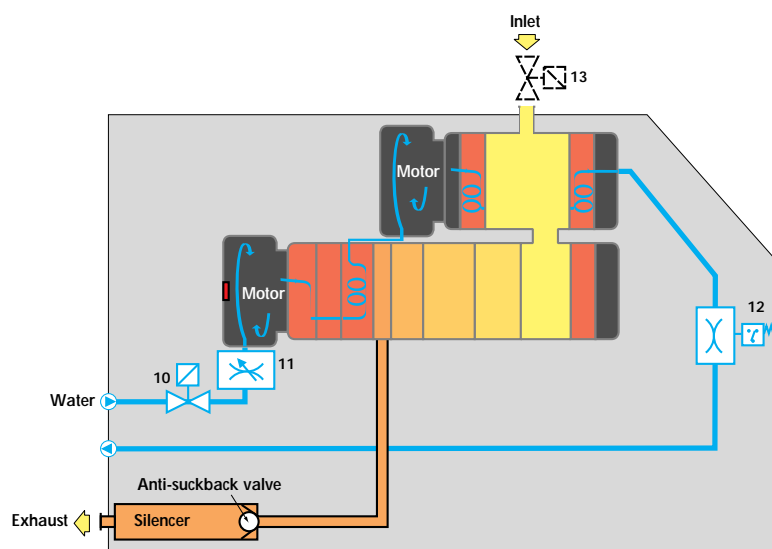 Inlet
13
Motor
Motor
12
10
11
Water
Anti-suckback valve
Exhaust
Silencer